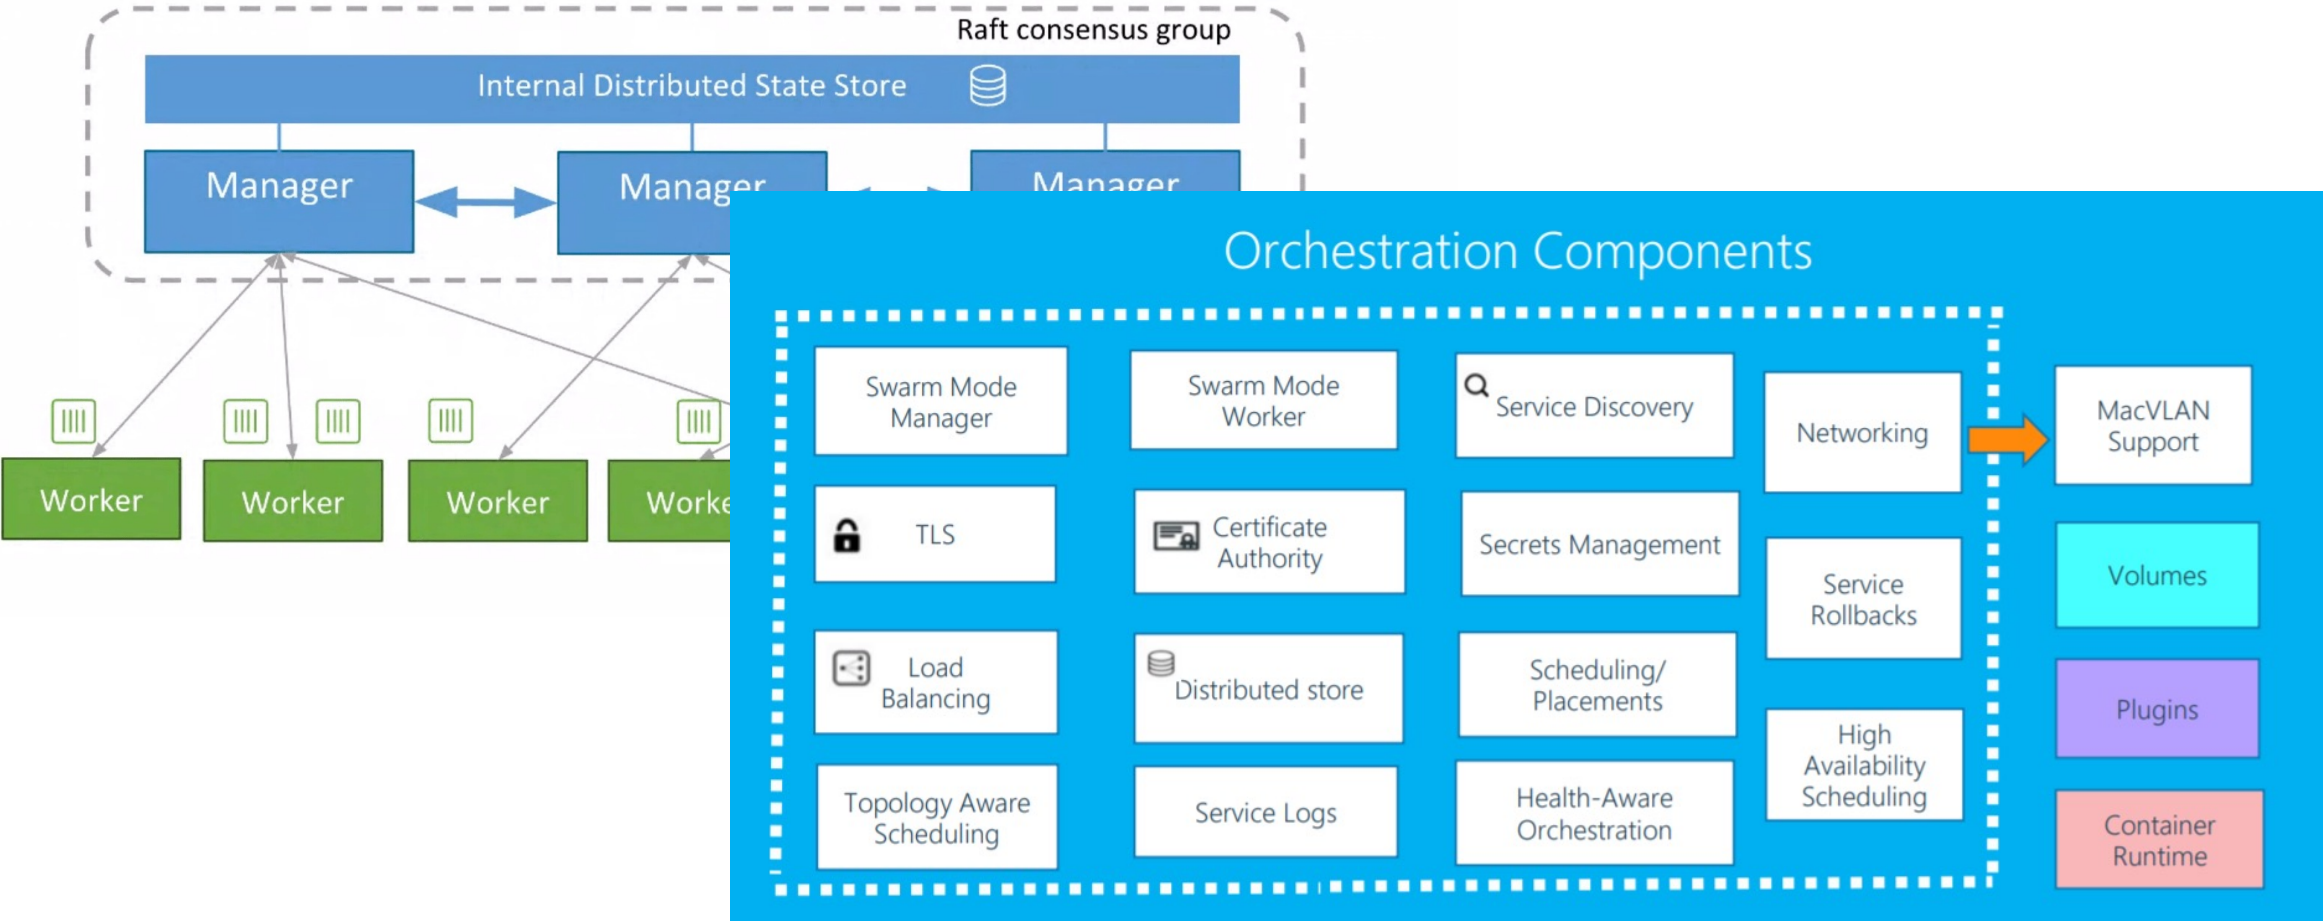 Raft consensus group
Internal Distributed State Store
Manager
Manager
Manager
Worker
Worker
Worker
Worke
Orchestration Components
Swarm Mode
Manager
Swarm Mode
Worker
Service Discovery
Networking
MacVLAN
Support
TLS
Certificate
Authority
Secrets Management
Service
Rollbacks
Volumes
Load
Balancing
Distributed store
Scheduling/
Placements
Plugins
High
Availability
Scheduling
Topology Aware
Scheduling
Service Logs
Health-Aware
Orchestration
Container
Runtime